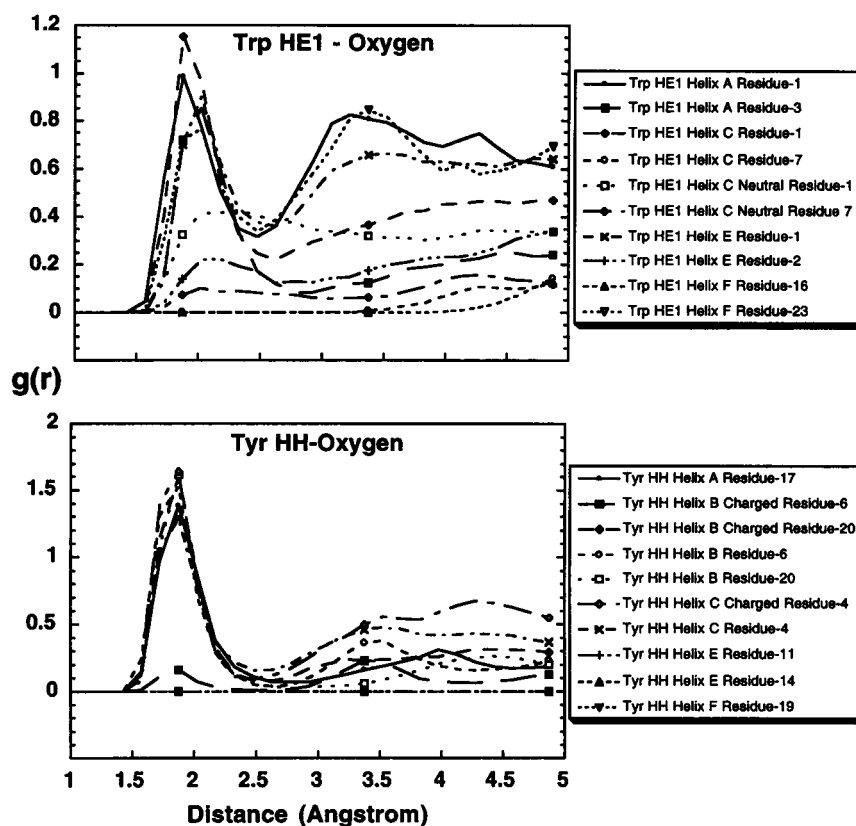 Trp HE1 - Oxygen
1.2
1
0.8
0.6
0.4
0.2
0
Trp HE1 Helix A Residue-1
Trp HE1 Helix A Residue-3
Trp HE1 Helix C Residue-1
Trp HE1 Helix C Residue-7
Trp HE1 Helix C Neutral Residue-1
Trp HE1 Helix C Neutral Residue 7
Trp HE1 Helix E Residue-1
Trp HE1 Helix E Residue-2
Trp HE1 Helix F Residue-16
Trp HE1 Helix F Residue-23
g(r)
Tyr HH-Oxygen
2
1.5
1
0.5
0
Tyr HH Helix A Residue-17
Tyr HH Helix B Charged Residue-6
Tyr HH Helix B Charged Residue-20
Tyr HH Helix B Residue-6
Tyr HH Helix B Residue-20
Tyr HH Helix C Charged Residue-4
Tyr HH Helix C Residue-4
Tyr HH Helix E Residue-11
Tyr HH Helix E Residue-14
Tyr HH Helix F Residue-19
1 1.5 2 2.5 3 3.5 4 4.5 5
Distance (Angstrom)